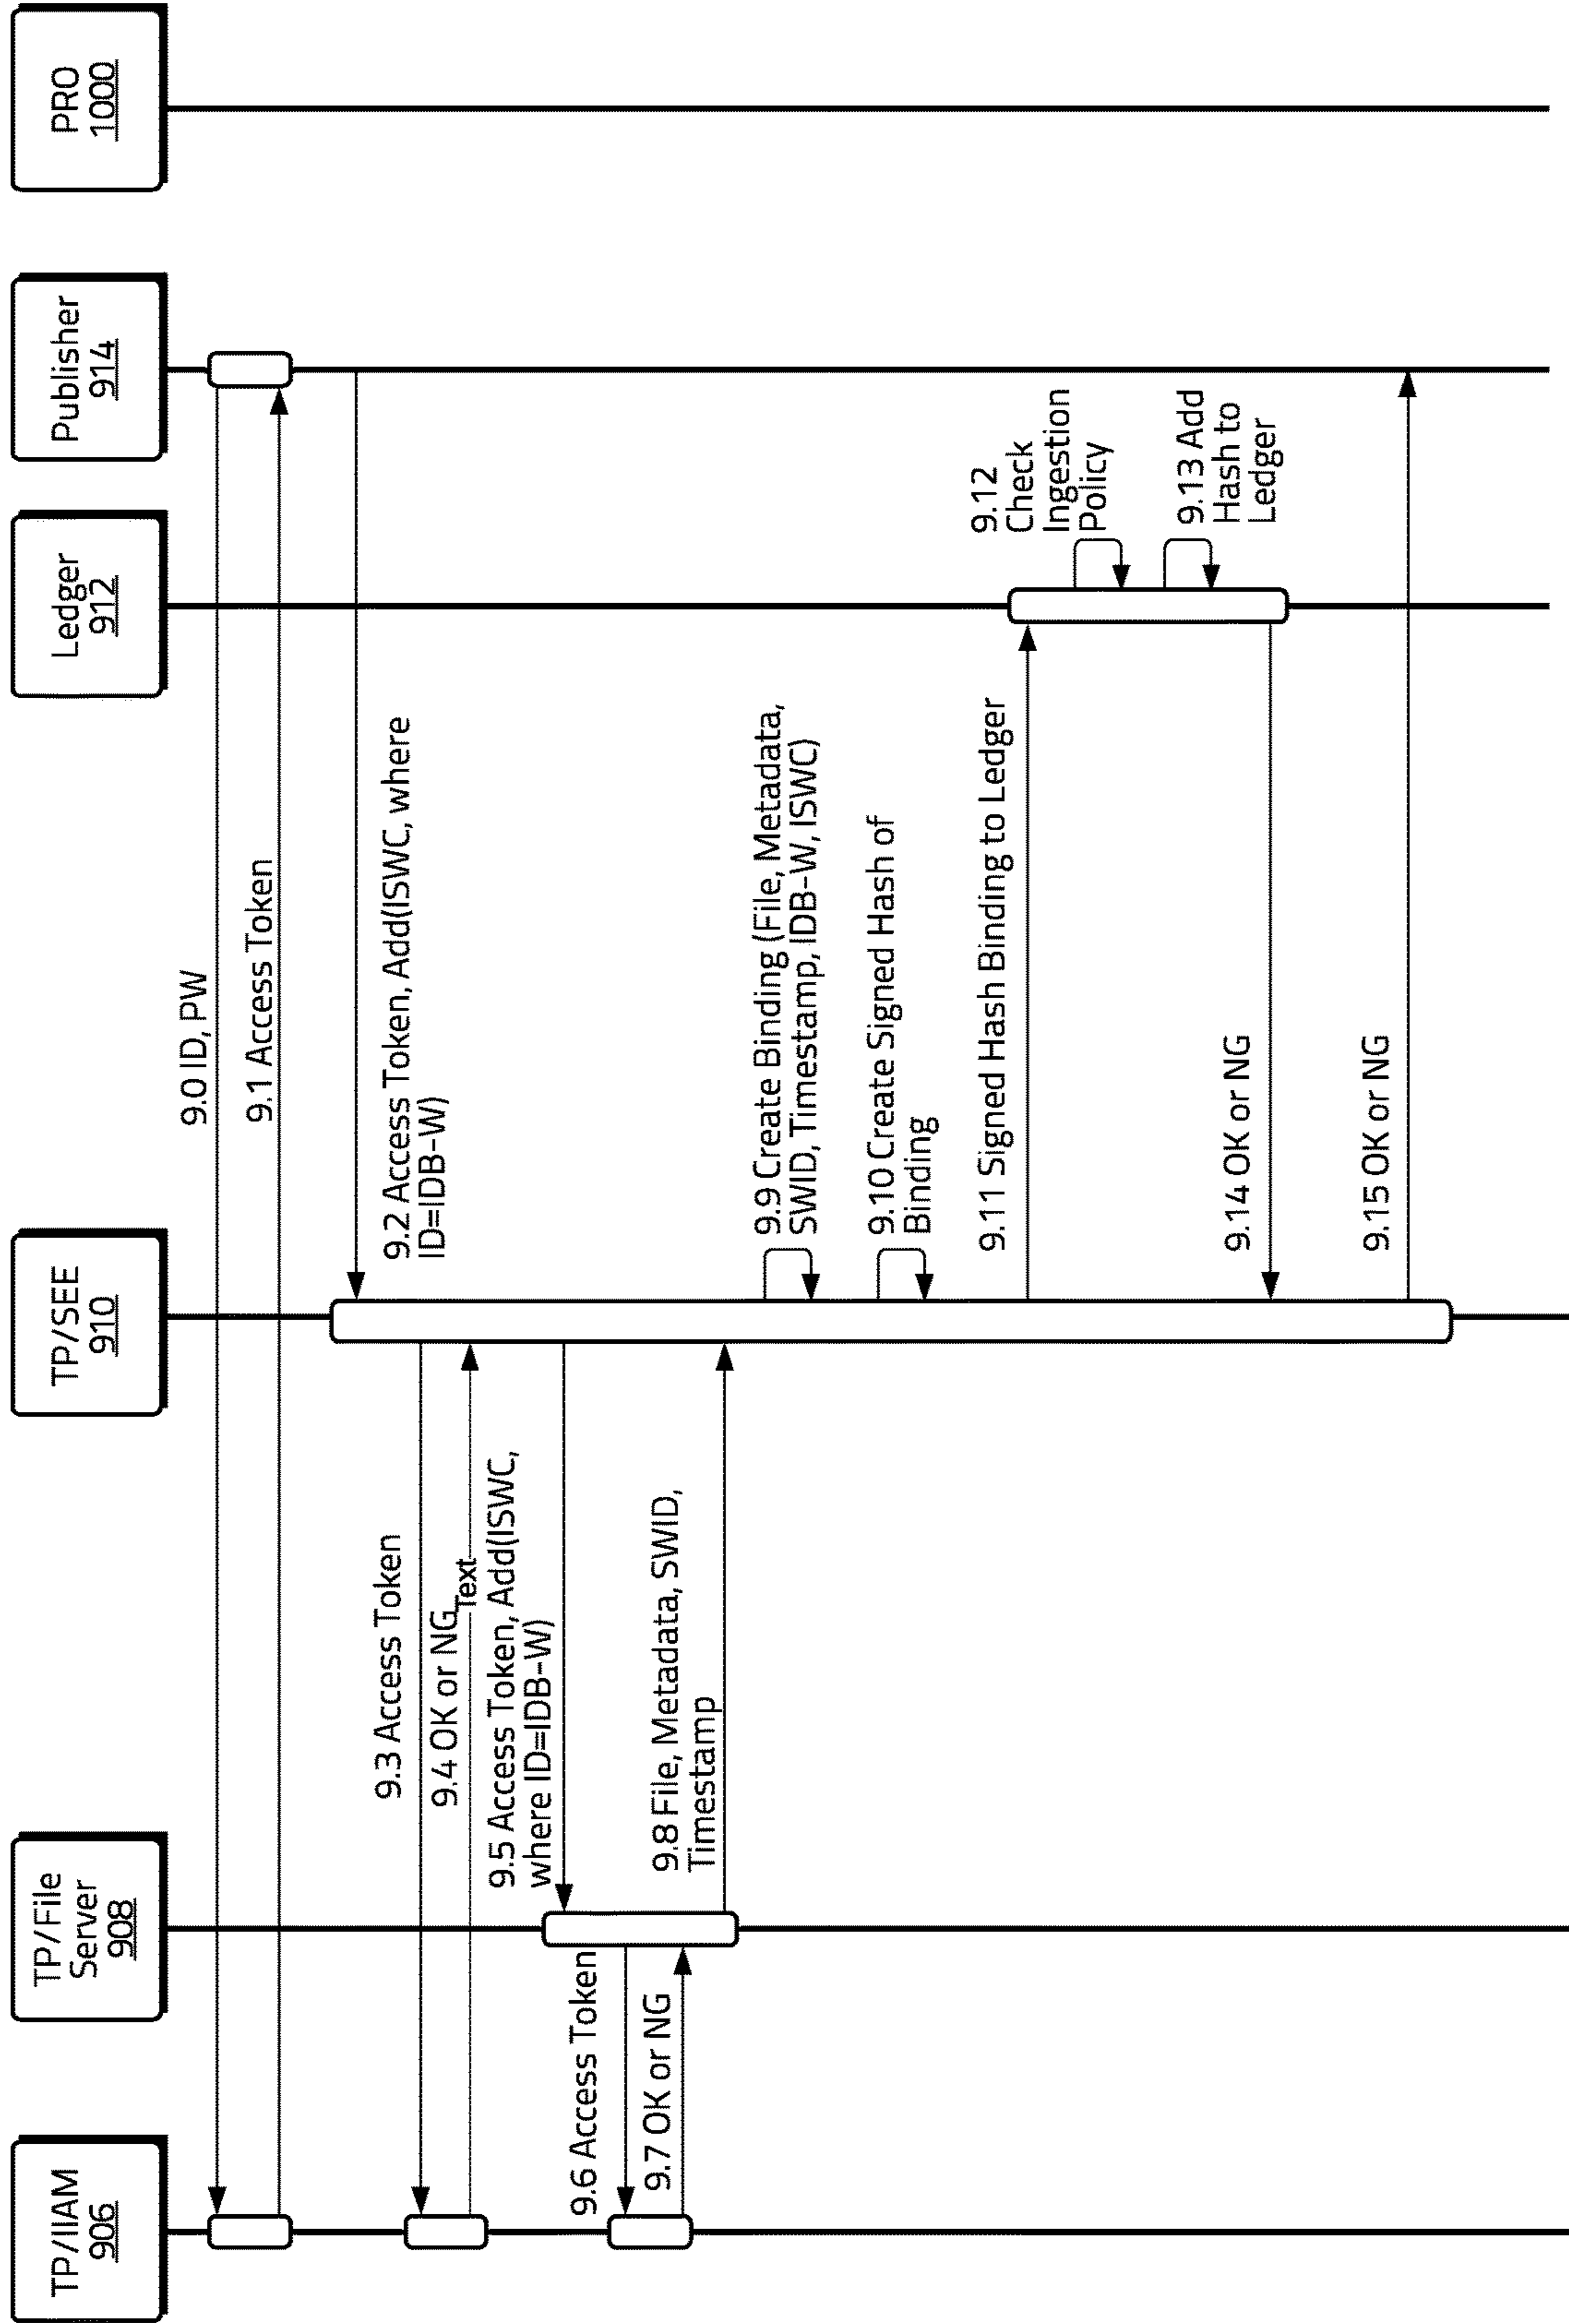 TP/IIAM
906
TP/File
Server
908
TP/SEE
910
Ledger
912
Publisher
914
PRO
1000
9.0 ID, PW
9.1 Access Token
9.2 Access Token, Add(ISWC, where
ID=IDB-W)
9.3 Access Token
9.4 OK or NG
Text
9.5 Access Token, Add(ISWC,
where ID=IDB-W)
9.6 Access Token
9.7 OK or NG
9.8 File, Metadata, SWID,
Timestamp
9.9 Create Binding (File, Metadata,
SWID, Timestamp, IDB-W, ISWC)
9.10 Create Signed Hash of
Binding
9.11 Signed Hash Binding to Ledger
9.12
Check
Ingestion
Policy
9.13 Add
Hash to
Ledger
9.14 OK or NG
9.15 OK or NG